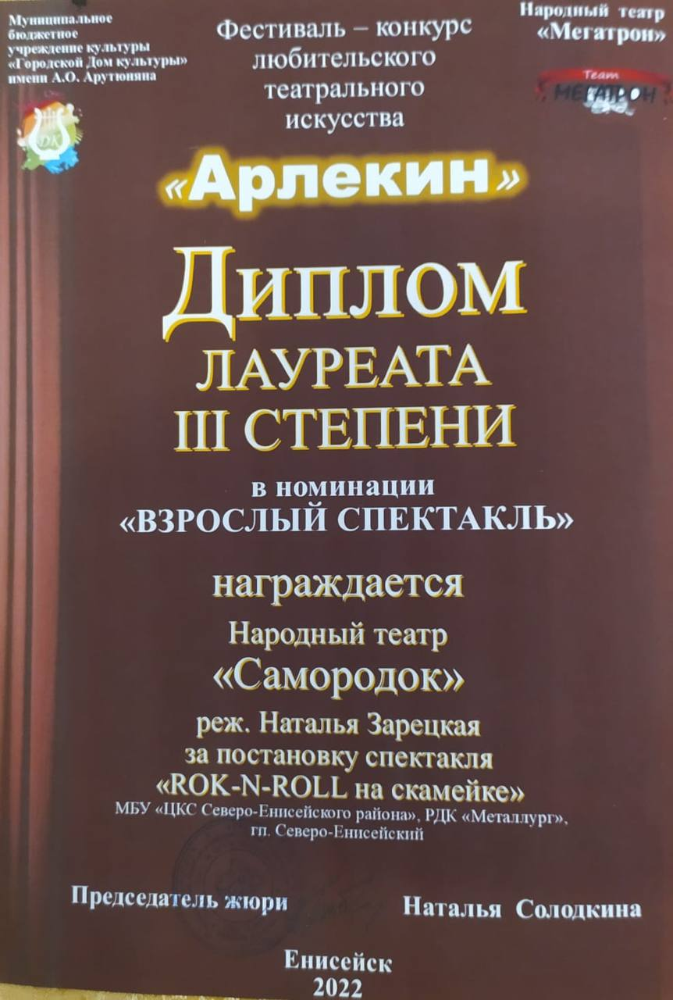 Муниципальное
бюджетное
учреждение культуры
«Городской Дом культуры»
имени А.О. Арутюняна
ДК
Фестиваль – конкурс
любительского
театрального
искусства
Народный театр
«Мегатрон»
Team
МЕГАТРОН
«Арлекин»
Диплом
ЛАУРЕАТА
III СТЕПЕНИ
в номинации
«ВЗРОСЛЫЙ СПЕКТАКЛЬ»
награждается
Народный театр
«Самородок»
реж. Наталья Зарецкая
за постановку спектакля
«ROK-N-ROLL на скамейке»
МБУ «ЦКС Северо-Енисейского района», РДК «Металлург»,
гп. Северо-Енисейский
Председатель жюри
Наталья Солодкина
Енисейск
2022